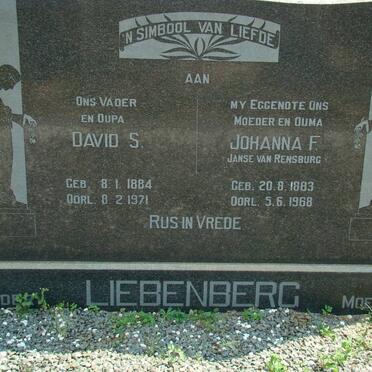 'N SIMBOOL VAN LIEFDE
AAN
ONS VADER
EN OUPA
DAVID S.
GEB. 8.1.1884
OORL. 8.2.1971
MY EGGENOTE ONS
MOEDER EN OUMA
JOHANNA F.
JANSE VAN RENSBURG
GEB. 20.8.1883
OORL. 5.6.1968
RUS IN VREDE
LIEBENBERG